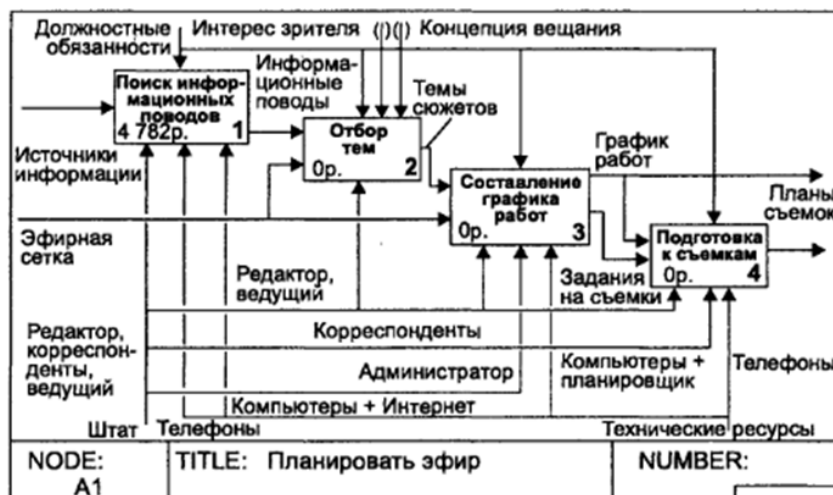 Должностные
обязанности
Интерес зрителя ( ) ( ) Концепция вещания
Поиск инфор-
мационных
поводов
4 782р. 1
Информа-
ционные
поводы
Темы
сюжетов
Отбор
тем
0р. 2
График
работ
Источники
информации
Составление
графика
работ
0р. 3
Планы
съемок
Эфирная
сетка
Подготовка
к съемкам
0р. 4
Редактор,
ведущий
Задания
на съемки
Редактор,
корреспон-
денты,
ведущий
Корреспонденты
Администратор
Компьютеры +
планировщик
Телефоны
Компьютеры + Интернет
Штат
Телефоны
Технические ресурсы
NODE:
A1
TITLE: Планировать эфир
NUMBER: